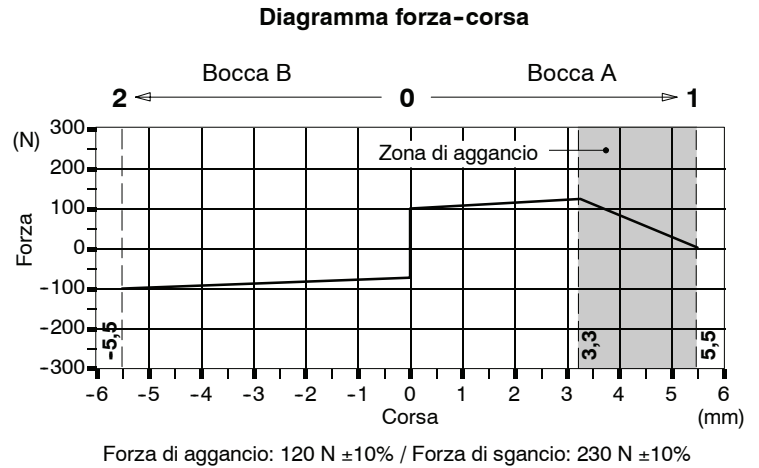 Diagramma forza-corsa
Bocca B Bocca A
2 0 1
(N)
300
200
100
0
-100
-200
-300
Forza
Zona di aggancio
-5,5
3,3
5,5
-6 -5 -4 -3 -2 -1 0 1 2 3 4 5 6
Corsa (mm)
Forza di aggancio: 120 N ±10% / Forza di sgancio: 230 N ±10%